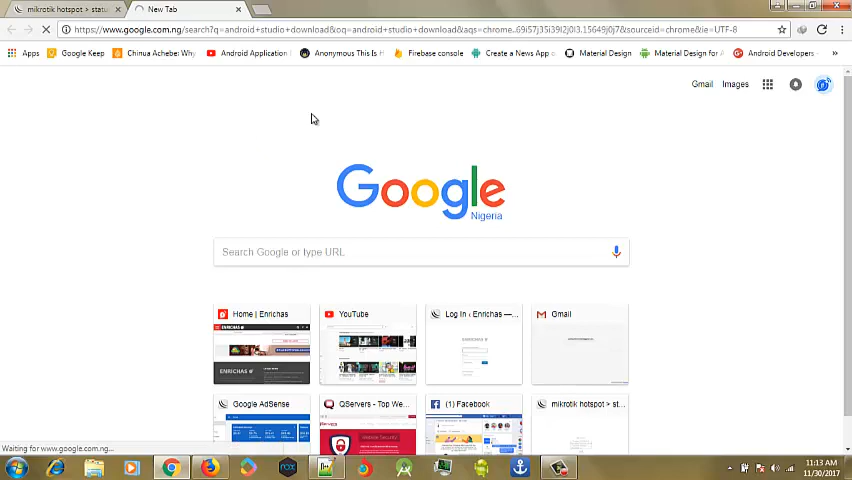 mikrotik hotspot > statu
New Tab
https://www.google.com.ng/search?q=android+studio+download&oq=android+studio+download&aqs=chrome..69i57j35i39l2j0l3.15649j0j7&sourceid=chrome&ie=UTF-8
Apps Google Keep Chinua Achebe: Why Android Application Anonymous This Is H Firebase console Create a News App u Material Design Material Design for A Android Developers - »
Gmail Images
Google
Nigeria
Search Google or type URL
Home | Enrichas YouTube Log In ‹ Enrichas —... Gmail
ENRICHAS
ENRICHAS
Google AdSense QServers - Top We... (1) Facebook mikrotik hotspot > sta...
Waiting for www.google.com.ng...
11:13 AM
11/30/2017